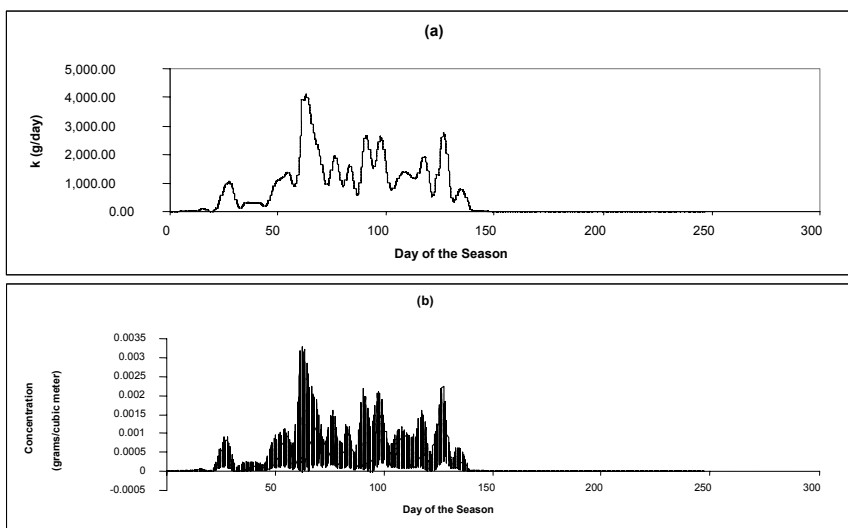 (a)
5,000.00
4,000.00
3,000.00
2,000.00
1,000.00
0.00
k (g/day)
0 50 100 150 200 250 300
Day of the Season
(b)
0.0035
0.003
0.0025
0.002
0.0015
0.001
0.0005
0
-0.0005
Concentration
(grams/cubic meter)
50 100 150 200 250 300
Day of the Season